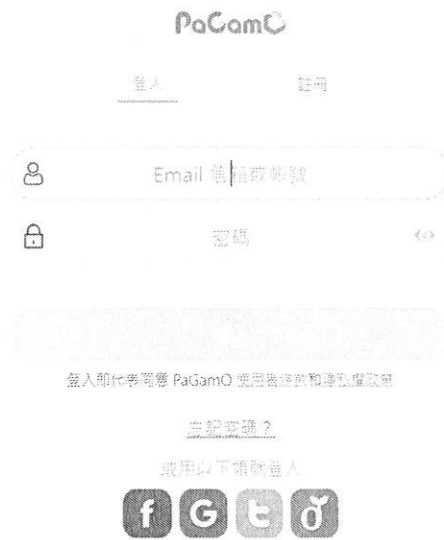 PaGamO
登入 註冊
Email 信箱或帳號
密碼
登入即代表同意 PaGamO 使用者條款和隱私權政策
忘記密碼？
或用以下帳號登入
f G t